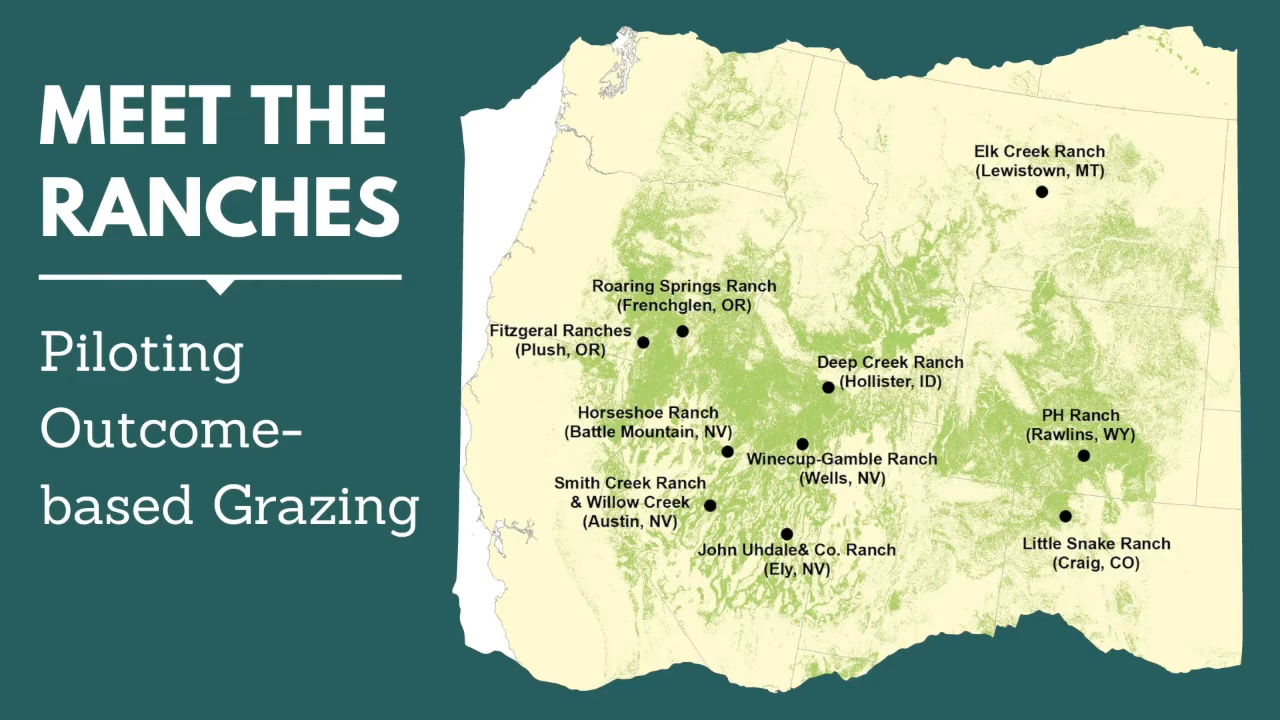 MEET THE
RANCHES
Piloting
Outcome-
based Grazing
Elk Creek Ranch
(Lewistown, MT)
Roaring Springs Ranch
(Frenchglen, OR)
Fitzgeral Ranches
(Plush, OR)
Deep Creek Ranch
(Hollister, ID)
Horseshoe Ranch
(Battle Mountain, NV)
PH Ranch
(Rawlins, WY)
Winecup-Gamble Ranch
(Wells, NV)
Smith Creek Ranch
& Willow Creek
(Austin, NV)
John Uhdale& Co. Ranch
(Ely, NV)
Little Snake Ranch
(Craig, CO)